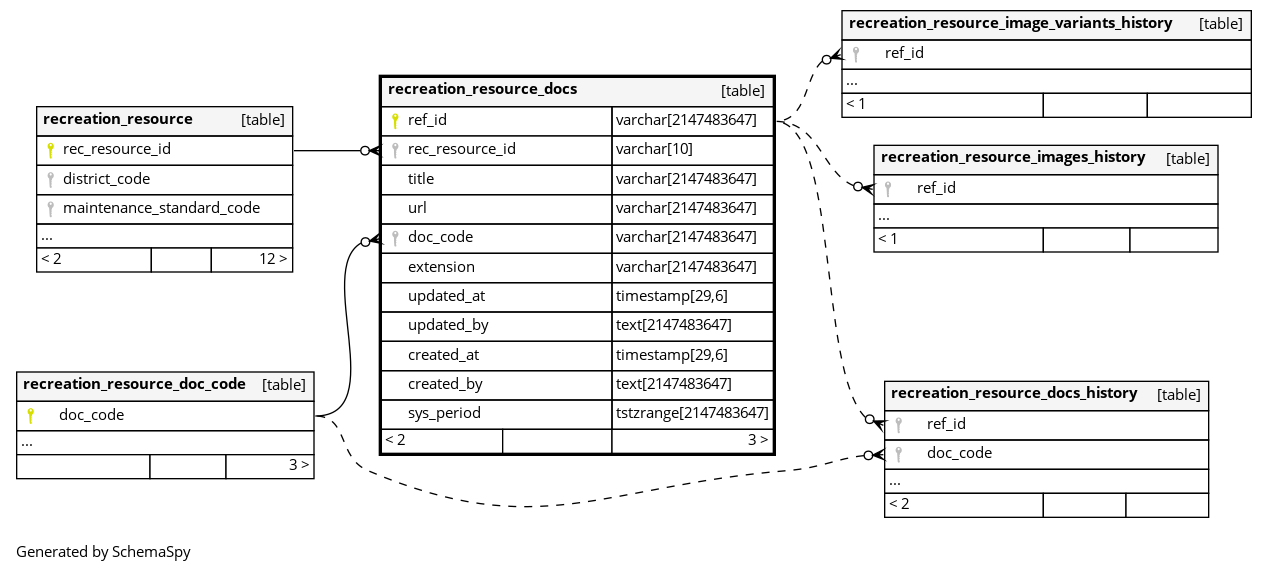 recreation_resource_image_variants_history [table]
ref_id
...
< 1
recreation_resource_docs [table]
ref_id varchar[2147483647]
rec_resource_id varchar[10]
title varchar[2147483647]
url varchar[2147483647]
doc_code varchar[2147483647]
extension varchar[2147483647]
updated_at timestamp[29,6]
updated_by text[2147483647]
created_at timestamp[29,6]
created_by text[2147483647]
sys_period tstzrange[2147483647]
< 2 3 >
recreation_resource [table]
rec_resource_id
district_code
maintenance_standard_code
...
< 2 12 >
recreation_resource_images_history [table]
ref_id
...
< 1
recreation_resource_doc_code [table]
doc_code
...
3 >
recreation_resource_docs_history [table]
ref_id
doc_code
...
< 2
Generated by SchemaSpy